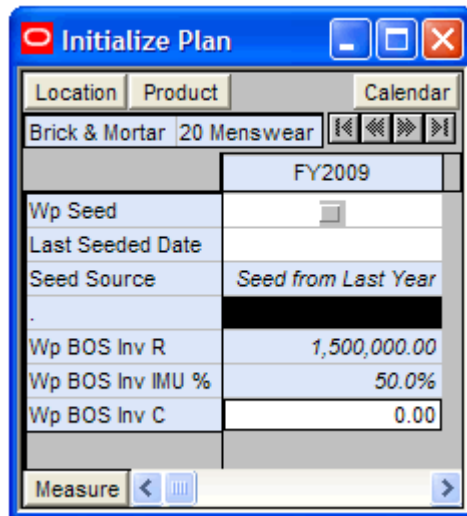 Initialize Plan
Location Product Calendar
Brick & Mortar 20 Menswear
FY2009
Wp Seed
Last Seeded Date
Seed Source Seed from Last Year
.
Wp BOS Inv R 1,500,000.00
Wp BOS Inv IMU % 50.0%
Wp BOS Inv C 0.00
Measure